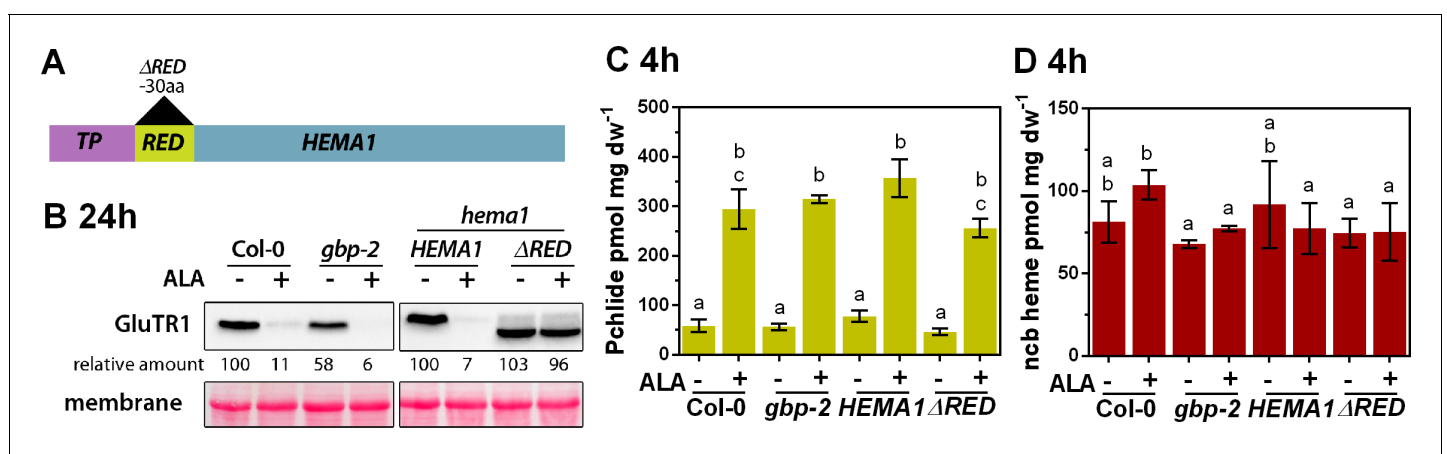 A
ΔRED
-30aa
TP RED HEMA1
B 24h
hema1
Col-0 gbp-2 HEMA1 ΔRED
ALA - + - + - + - +
GluTR1
relative amount 100 11 58 6 100 7 103 96
membrane
C 4h
Pchlide pmol mg dw⁻¹
500
400
300
200
100
0
a b c a b a b a b c
ALA - + - + - + - +
Col-0 gbp-2 HEMA1 ΔRED
D 4h
ncb heme pmol mg dw⁻¹
150
100
50
0
a b b a a a b a a a
ALA - + - + - + - +
Col-0 gbp-2 HEMA1 ΔRED